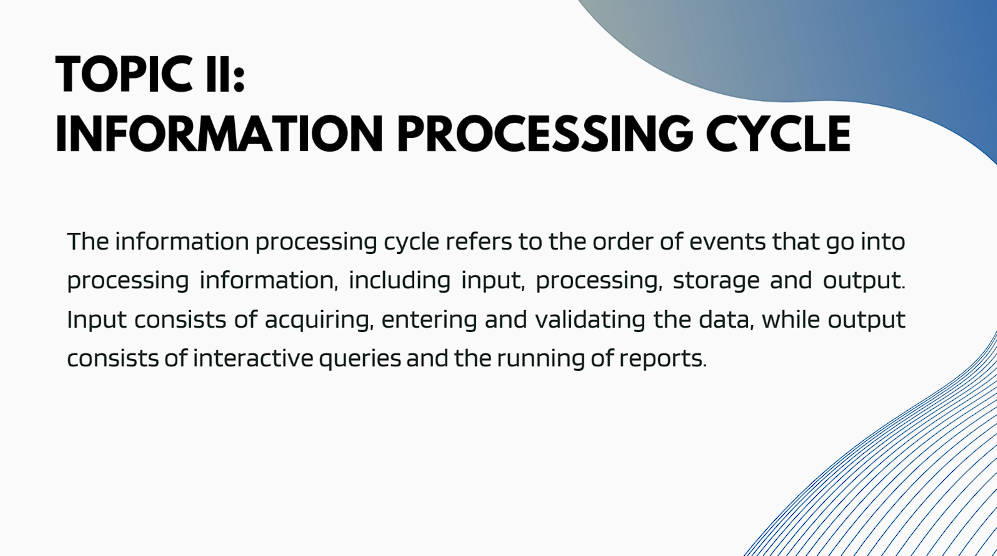 TOPIC II:
INFORMATION PROCESSING CYCLE
The information processing cycle refers to the order of events that go into
processing information, including input, processing, storage and output.
Input consists of acquiring, entering and validating the data, while output
consists of interactive queries and the running of reports.